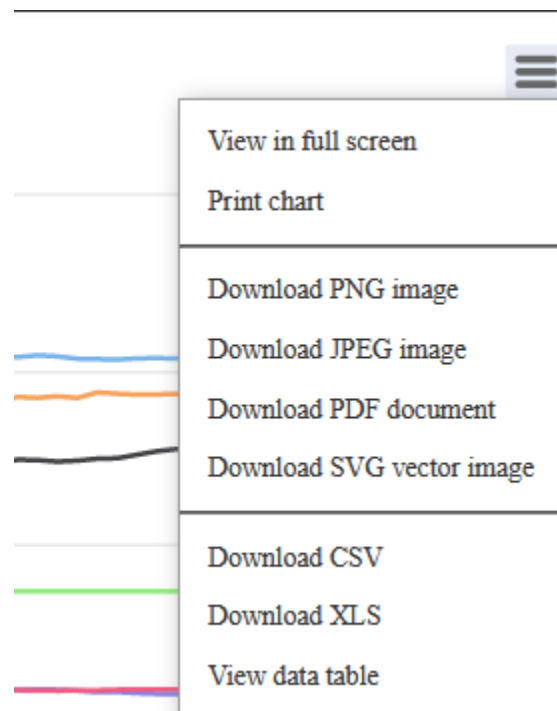 View in full screen
Print chart
Download PNG image
Download JPEG image
Download PDF document
Download SVG vector image
Download CSV
Download XLS
View data table